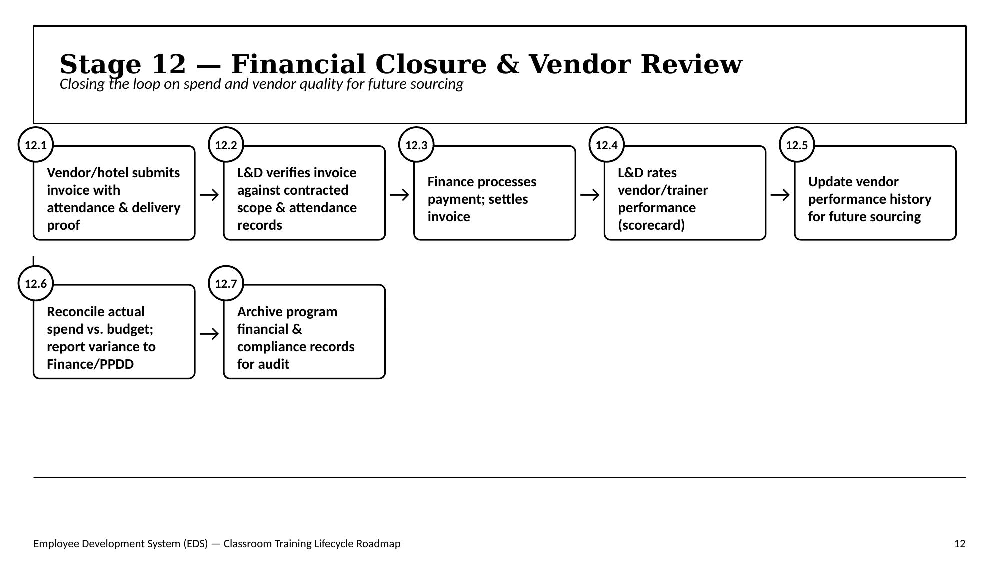 Stage 12 — Financial Closure & Vendor Review
Closing the loop on spend and vendor quality for future sourcing
12.1
Vendor/hotel submits
invoice with
attendance & delivery
proof
→
12.2
L&D verifies invoice
against contracted
scope & attendance
records
→
12.3
Finance processes
payment; settles
invoice
→
12.4
L&D rates
vendor/trainer
performance
(scorecard)
→
12.5
Update vendor
performance history
for future sourcing
12.6
Reconcile actual
spend vs. budget;
report variance to
Finance/PPDD
→
12.7
Archive program
financial &
compliance records
for audit
Employee Development System (EDS) — Classroom Training Lifecycle Roadmap
12